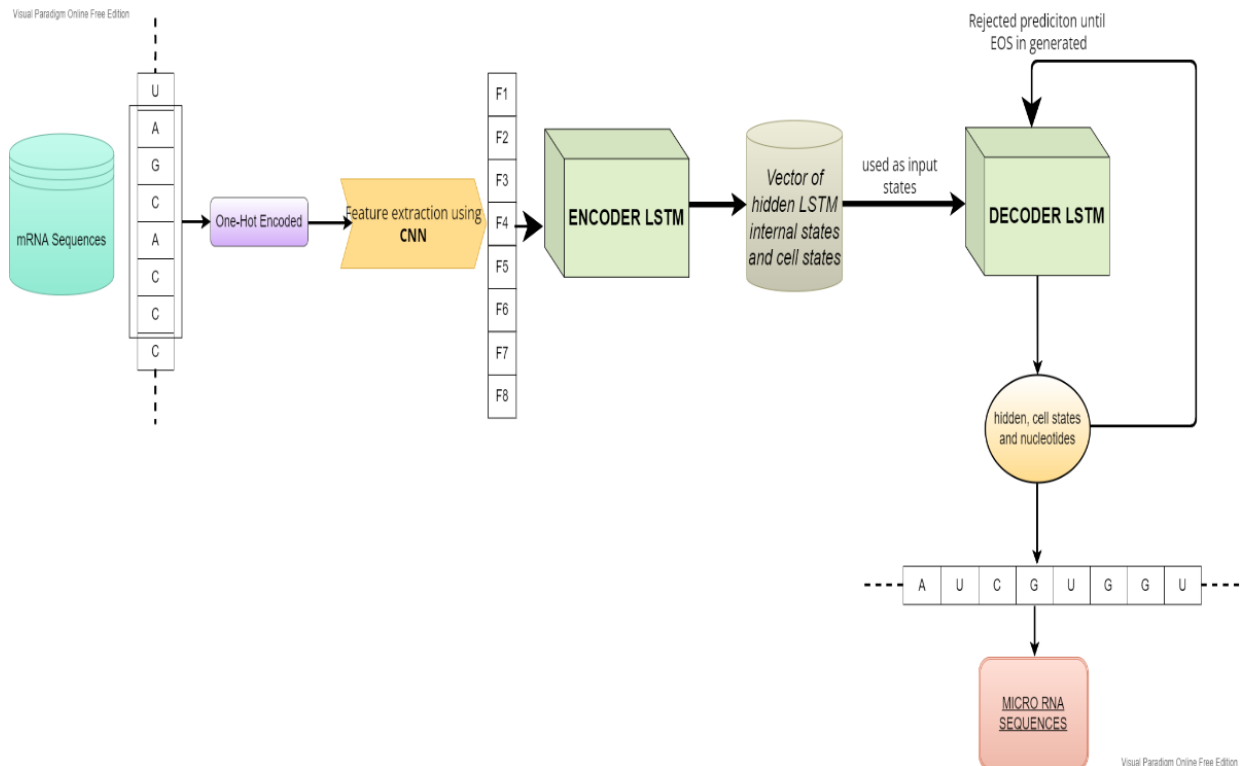 Visual Paradigm Online Free Edition
Rejected prediciton until
EOS in generated
U
A
G
C
A
C
C
C
mRNA Sequences
One-Hot Encoded
Feature extraction using
CNN
F1
F2
F3
F4
F5
F6
F7
F8
ENCODER LSTM
Vector of
hidden LSTM
internal states
and cell states
used as input
states
DECODER LSTM
hidden, cell states
and nucleotides
A U C G U G G U
MICRO RNA
SEQUENCES
Visual Paradigm Online Free Edition